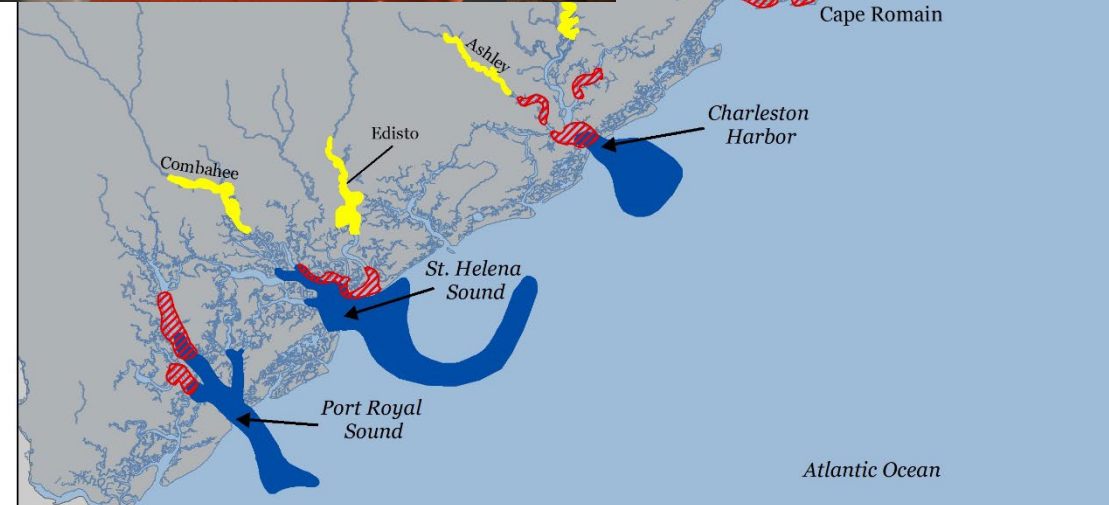 Cape Romain
Ashley
Charleston
Harbor
Edisto
Combahee
St. Helena
Sound
Port Royal
Sound
Atlantic Ocean